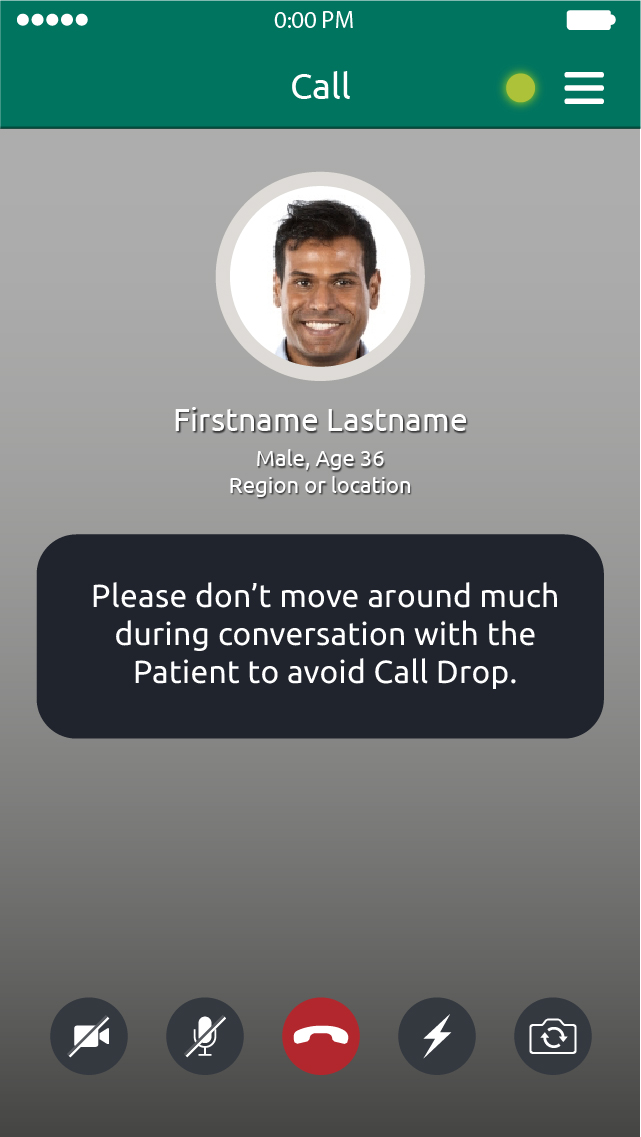 0:00 PM
Call
Firstname Lastname
Male, Age 36
Region or location
Please don’t move around much
during conversation with the
Patient to avoid Call Drop.